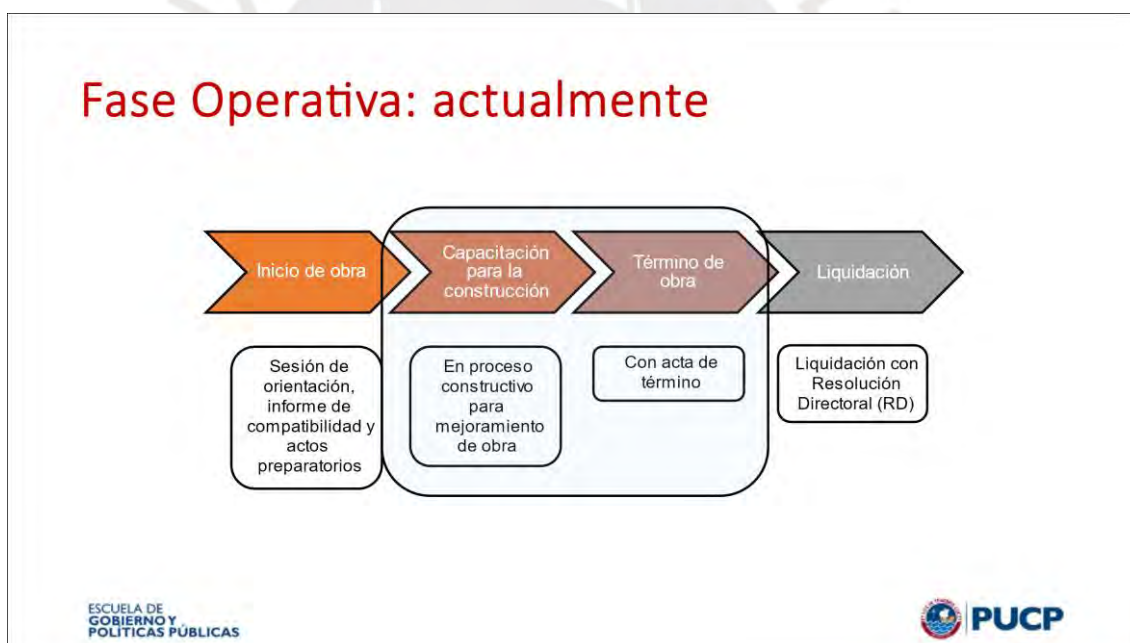 Fase Operativa: actualmente
Inicio de obra
Capacitación
para la
construcción
Término de
obra
Liquidación
Sesión de
orientación,
informe de
compatibilidad y
actos
preparatorios
En proceso
constructivo
para
mejoramiento
de obra
Con acta de
término
Liquidación con
Resolución
Directoral (RD)
ESCUELA DE
GOBIERNO Y
POLÍTICAS PÚBLICAS
PUCP